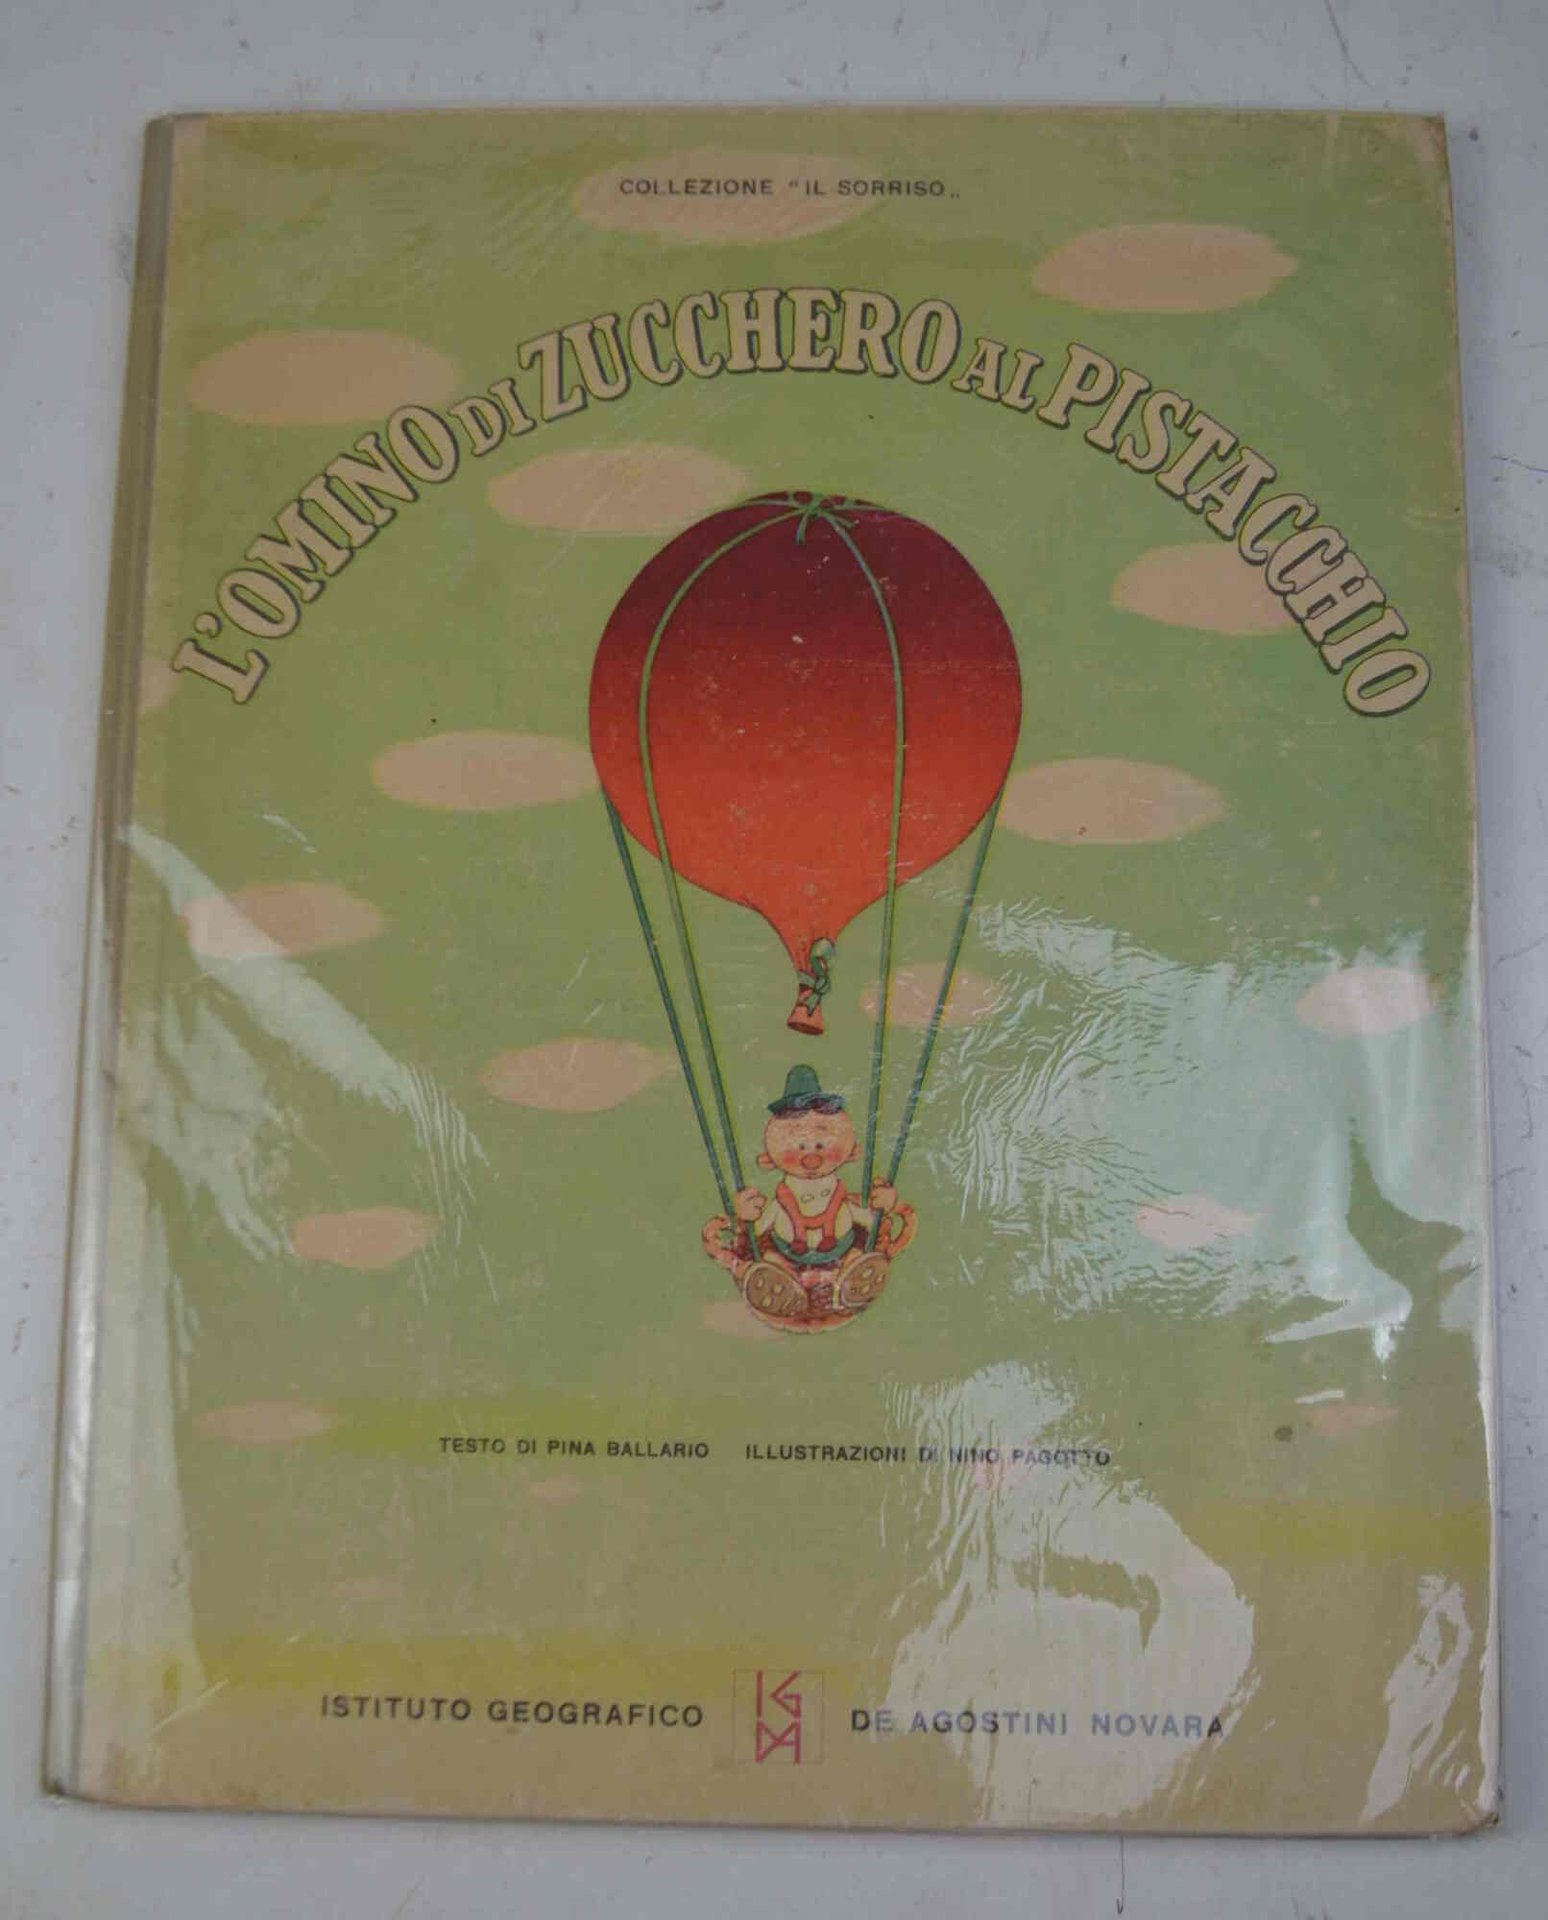 COLLEZIONE "IL SORRISO„
L'OMINO DI ZUCCHERO AL PISTACCHIO
TESTO DI PINA BALLARIO ILLUSTRAZIONI DI NINO PAGOTTO
ISTITUTO GEOGRAFICO IGDA DE AGOSTINI NOVARA